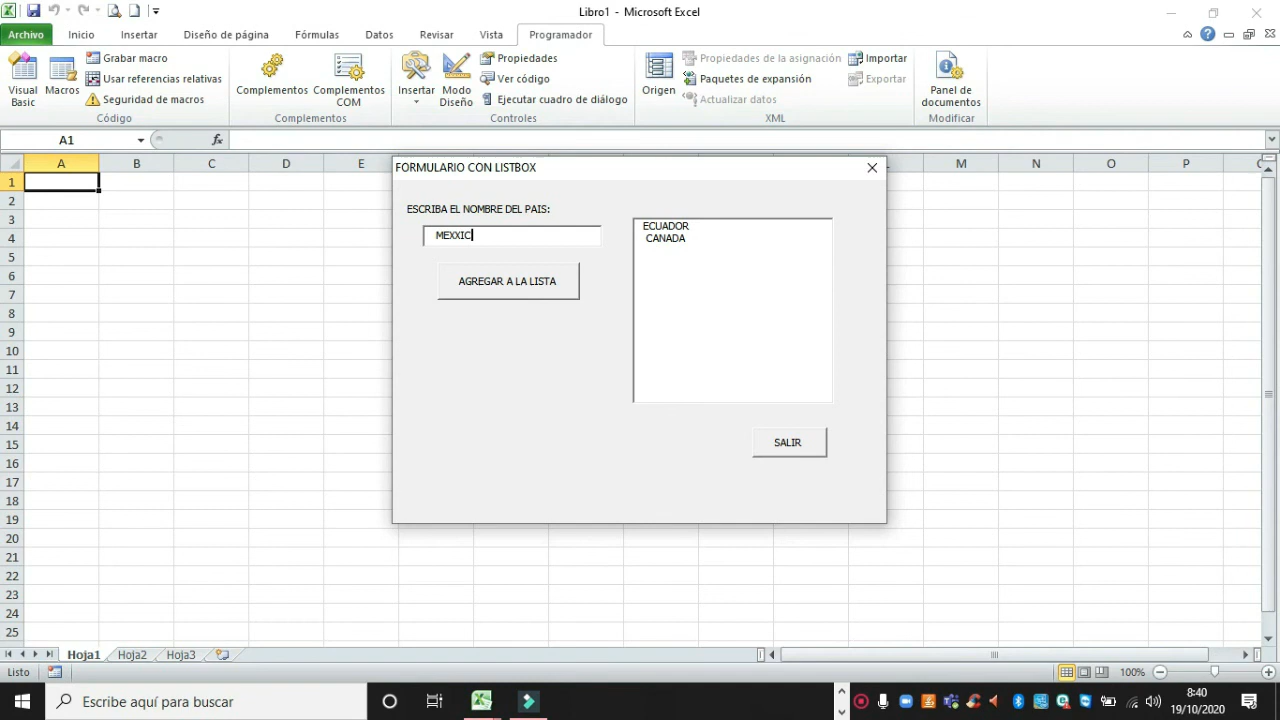 Libro1 - Microsoft Excel
Archivo Inicio Insertar Diseño de página Fórmulas Datos Revisar Vista Programador
Visual Basic
Macros
Grabar macro
Usar referencias relativas
Seguridad de macros
Código
Complementos
Complementos COM
Complementos
Insertar
Modo Diseño
Propiedades
Ver código
Ejecutar cuadro de diálogo
Controles
Origen
Propiedades de la asignación
Paquetes de expansión
Actualizar datos
Importar
Exportar
XML
Panel de documentos
Modificar
A1
fx
A B C D E M N O P
1
2
3
4
5
6
7
8
9
10
11
12
13
14
15
16
17
18
19
20
21
22
23
24
25
FORMULARIO CON LISTBOX
ESCRIBA EL NOMBRE DEL PAIS:
MEXXIC
AGREGAR A LA LISTA
ECUADOR
CANADA
SALIR
Hoja1 Hoja2 Hoja3
Listo
100%
Escribe aquí para buscar
8:40
19/10/2020